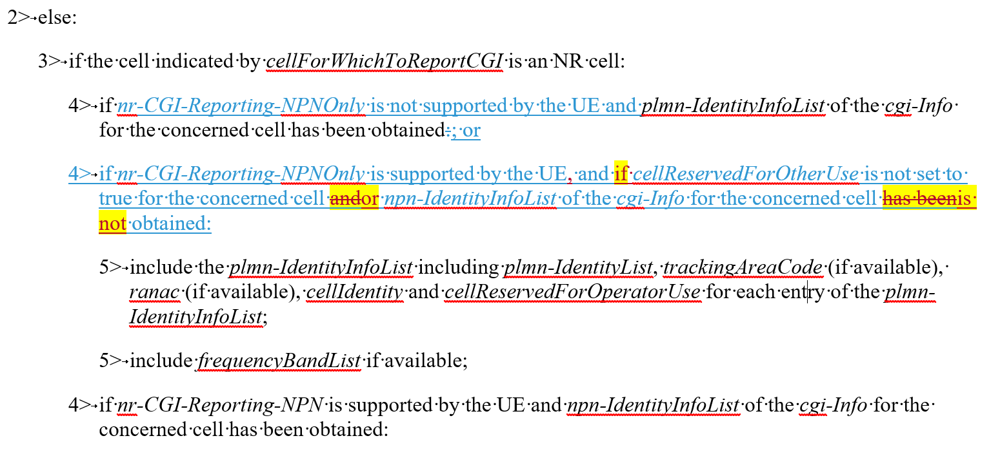 2> else:
3> if the cell indicated by cellForWhichToReportCGI is an NR cell:
4> if nr-CGI-Reporting-NPNOnly is not supported by the UE and plmn-IdentityInfoList of the cgi-Info
for the concerned cell has been obtained:; or
4> if nr-CGI-Reporting-NPNOnly is supported by the UE, and if cellReservedForOtherUse is not set to
true for the concerned cell andor npn-IdentityInfoList of the cgi-Info for the concerned cell has beenis
not obtained:
5> include the plmn-IdentityInfoList including plmn-IdentityList, trackingAreaCode (if available),
ranac (if available), cellIdentity and cellReservedForOperatorUse for each entry of the plmn-
IdentityInfoList;
5> include frequencyBandList if available;
4> if nr-CGI-Reporting-NPN is supported by the UE and npn-IdentityInfoList of the cgi-Info for the
concerned cell has been obtained: